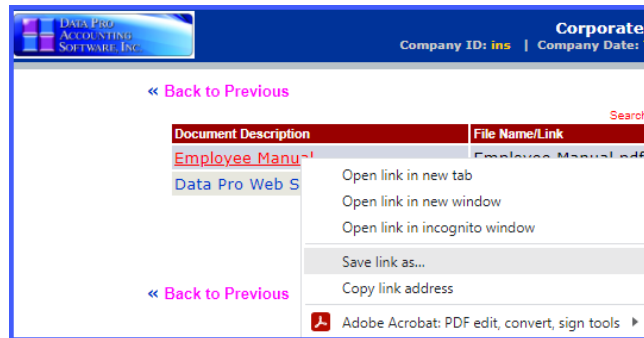 DATA PRO
ACCOUNTING
SOFTWARE, INC.
Corporate
Company ID: ins | Company Date:
« Back to Previous
Search
Document Description File Name/Link
Employee Manual Employee Manual.pdf
Data Pro Web S
Open link in new tab
Open link in new window
Open link in incognito window
Save link as...
« Back to Previous Copy link address
Adobe Acrobat: PDF edit, convert, sign tools